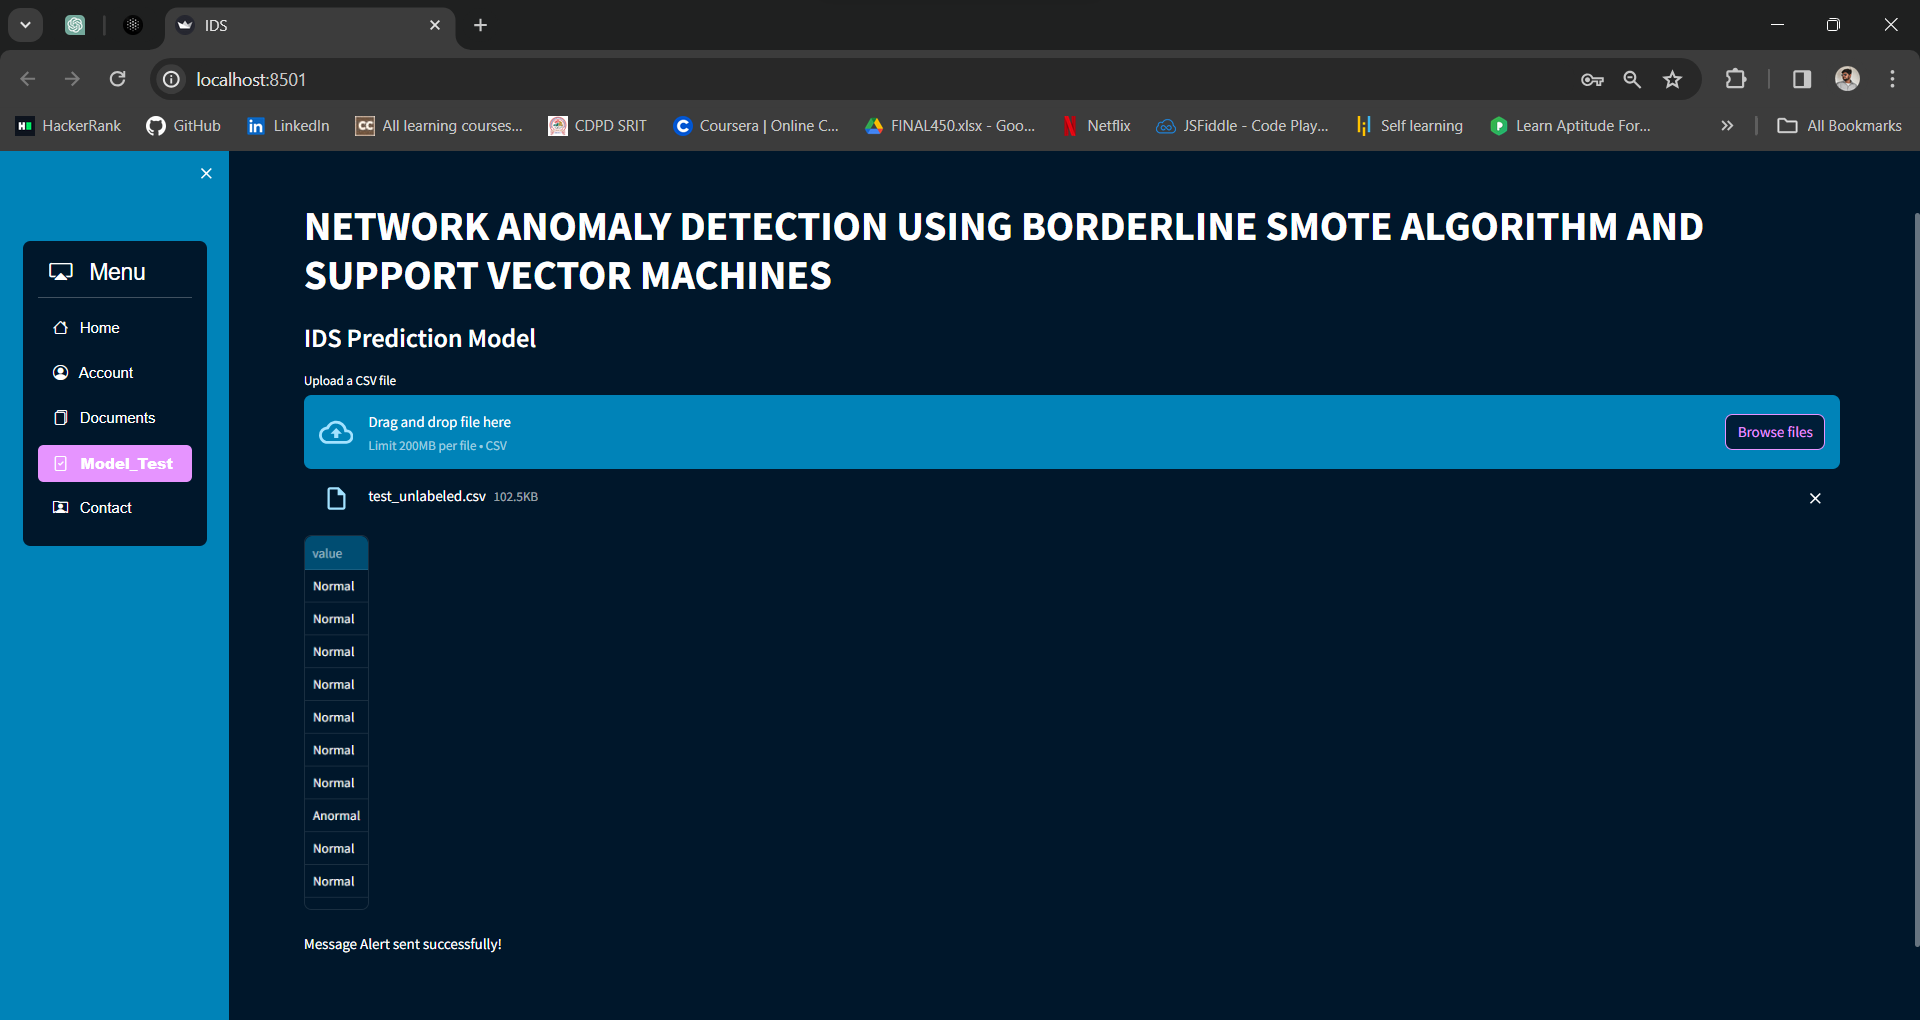 IDS
localhost:8501
HackerRank
GitHub
LinkedIn
All learning courses...
CDPD SRIT
Coursera | Online C...
FINAL450.xlsx - Goo...
Netflix
JSFiddle - Code Play...
Self learning
Learn Aptitude For...
All Bookmarks
Menu
Home
Account
Documents
Model_Test
Contact
NETWORK ANOMALY DETECTION USING BORDERLINE SMOTE ALGORITHM AND
SUPPORT VECTOR MACHINES
IDS Prediction Model
Upload a CSV file
Drag and drop file here
Limit 200MB per file • CSV
Browse files
test_unlabeled.csv 102.5KB
value
Normal
Normal
Normal
Normal
Normal
Normal
Normal
Anormal
Normal
Normal
Message Alert sent successfully!